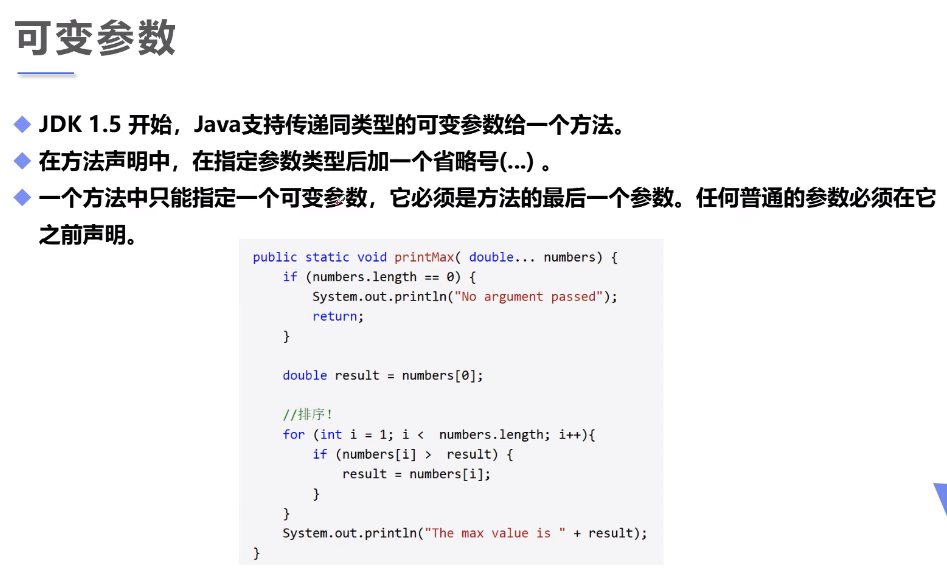 可变参数
JDK 1.5 开始，Java支持传递同类型的可变参数给一个方法。
在方法声明中，在指定参数类型后加一个省略号(...) 。
一个方法中只能指定一个可变参数，它必须是方法的最后一个参数。任何普通的参数必须在它
之前声明。
public static void printMax( double... numbers) {
    if (numbers.length == 0) {
        System.out.println("No argument passed");
        return;
    }
    double result = numbers[0];
    //排序!
    for (int i = 1; i <  numbers.length; i++){
        if (numbers[i] >  result) {
            result = numbers[i];
        }
    }
    System.out.println("The max value is " + result);
}